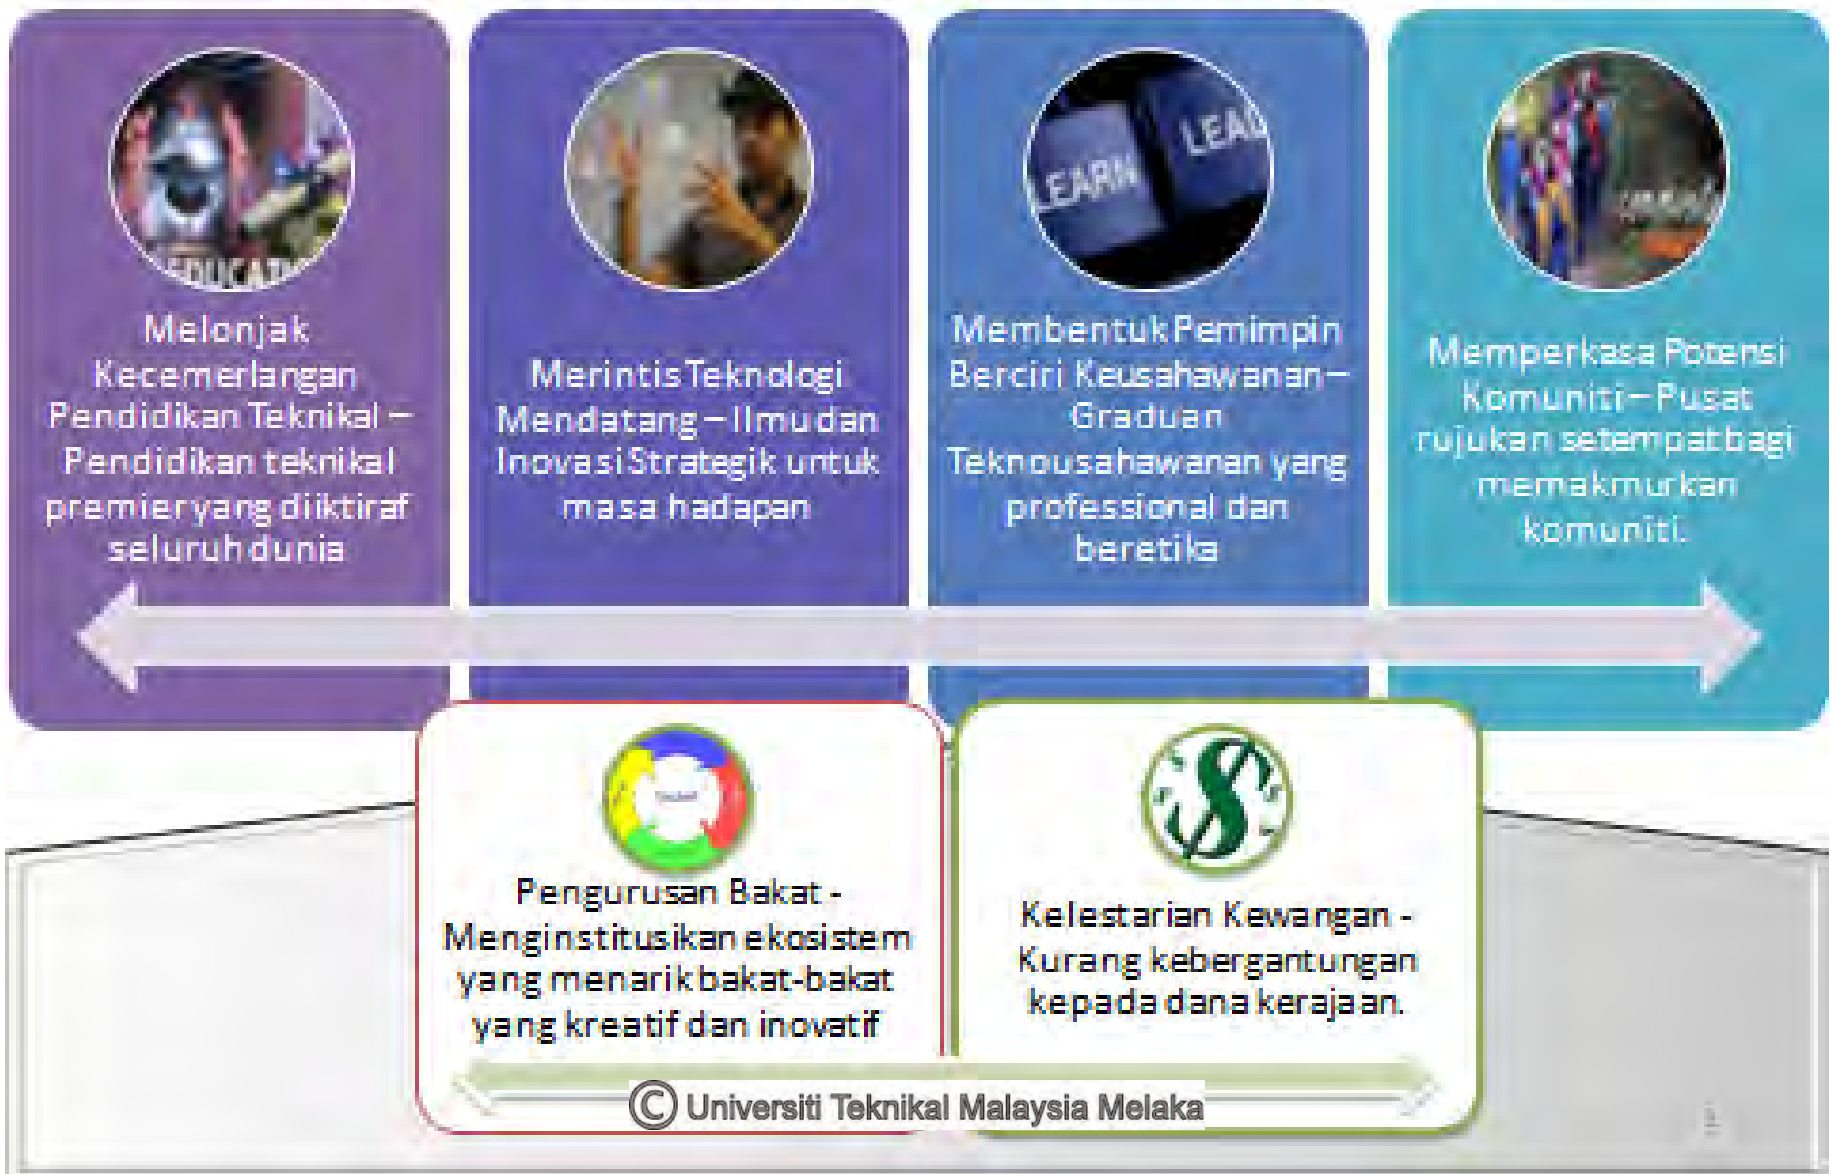 EDUCAT
Melonjak
Kecemerlangan
Pendidikan Teknikal –
Pendidikan teknikal
premier yang diiktiraf
seluruh dunia
Merintis Teknologi
Mendatang – Ilmu dan
Inovasi Strategik untuk
masa hadapan
LEARN
LEAD
Membentuk Pemimpin
Berciri Keusahawanan –
Graduan
Teknousahawanan yang
professional dan
beretika
Memperkasa Potensi
Komuniti – Pusat
rujukan setempat bagi
memakmurkan
komuniti.
Pengurusan Bakat -
Menginstitusikan ekosistem
yang menarik bakat-bakat
yang kreatif dan inovatif
Kelestarian Kewangan -
Kurang kebergantungan
kepada dana kerajaan.
© Universiti Teknikal Malaysia Melaka